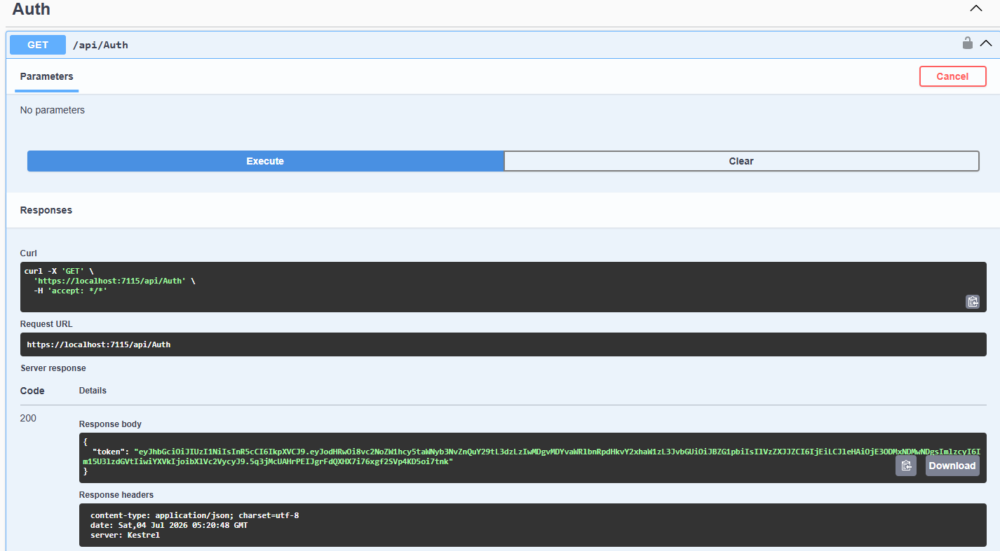 Auth
GET /api/Auth
Parameters
Cancel
No parameters
Execute
Clear
Responses
Curl
curl -X 'GET' \
'https://localhost:7115/api/Auth' \
-H 'accept: */*'
Request URL
https://localhost:7115/api/Auth
Server response
Code
Details
200
Response body
{
"token": "eyJhbGciOiJIUzI1NiIsInR5cCI6IkpXVCJ9.eyJodHRwOi8vc2NoZW1hcy5taWNyb3NvZnQuY29tL3dzLzIwMDgvMDYvaWRlbnRpdHkvY2xhaW1zL3JvbGUiOiJBZG1pbiIsIlVzZXJJZCI6IjEiLCJleHAiOjE3ODMxNDMwNDgsImlzcyI6I
m15U3lzdGVtIiwiYXVkIjoibXlVc2VycyJ9.5q3jMcUAHrPEIJgrFdQXHX7i76xgf2SVp4KD5oi7tnk"
}
Download
Response headers
content-type: application/json; charset=utf-8
date: Sat,04 Jul 2026 05:20:48 GMT
server: Kestrel